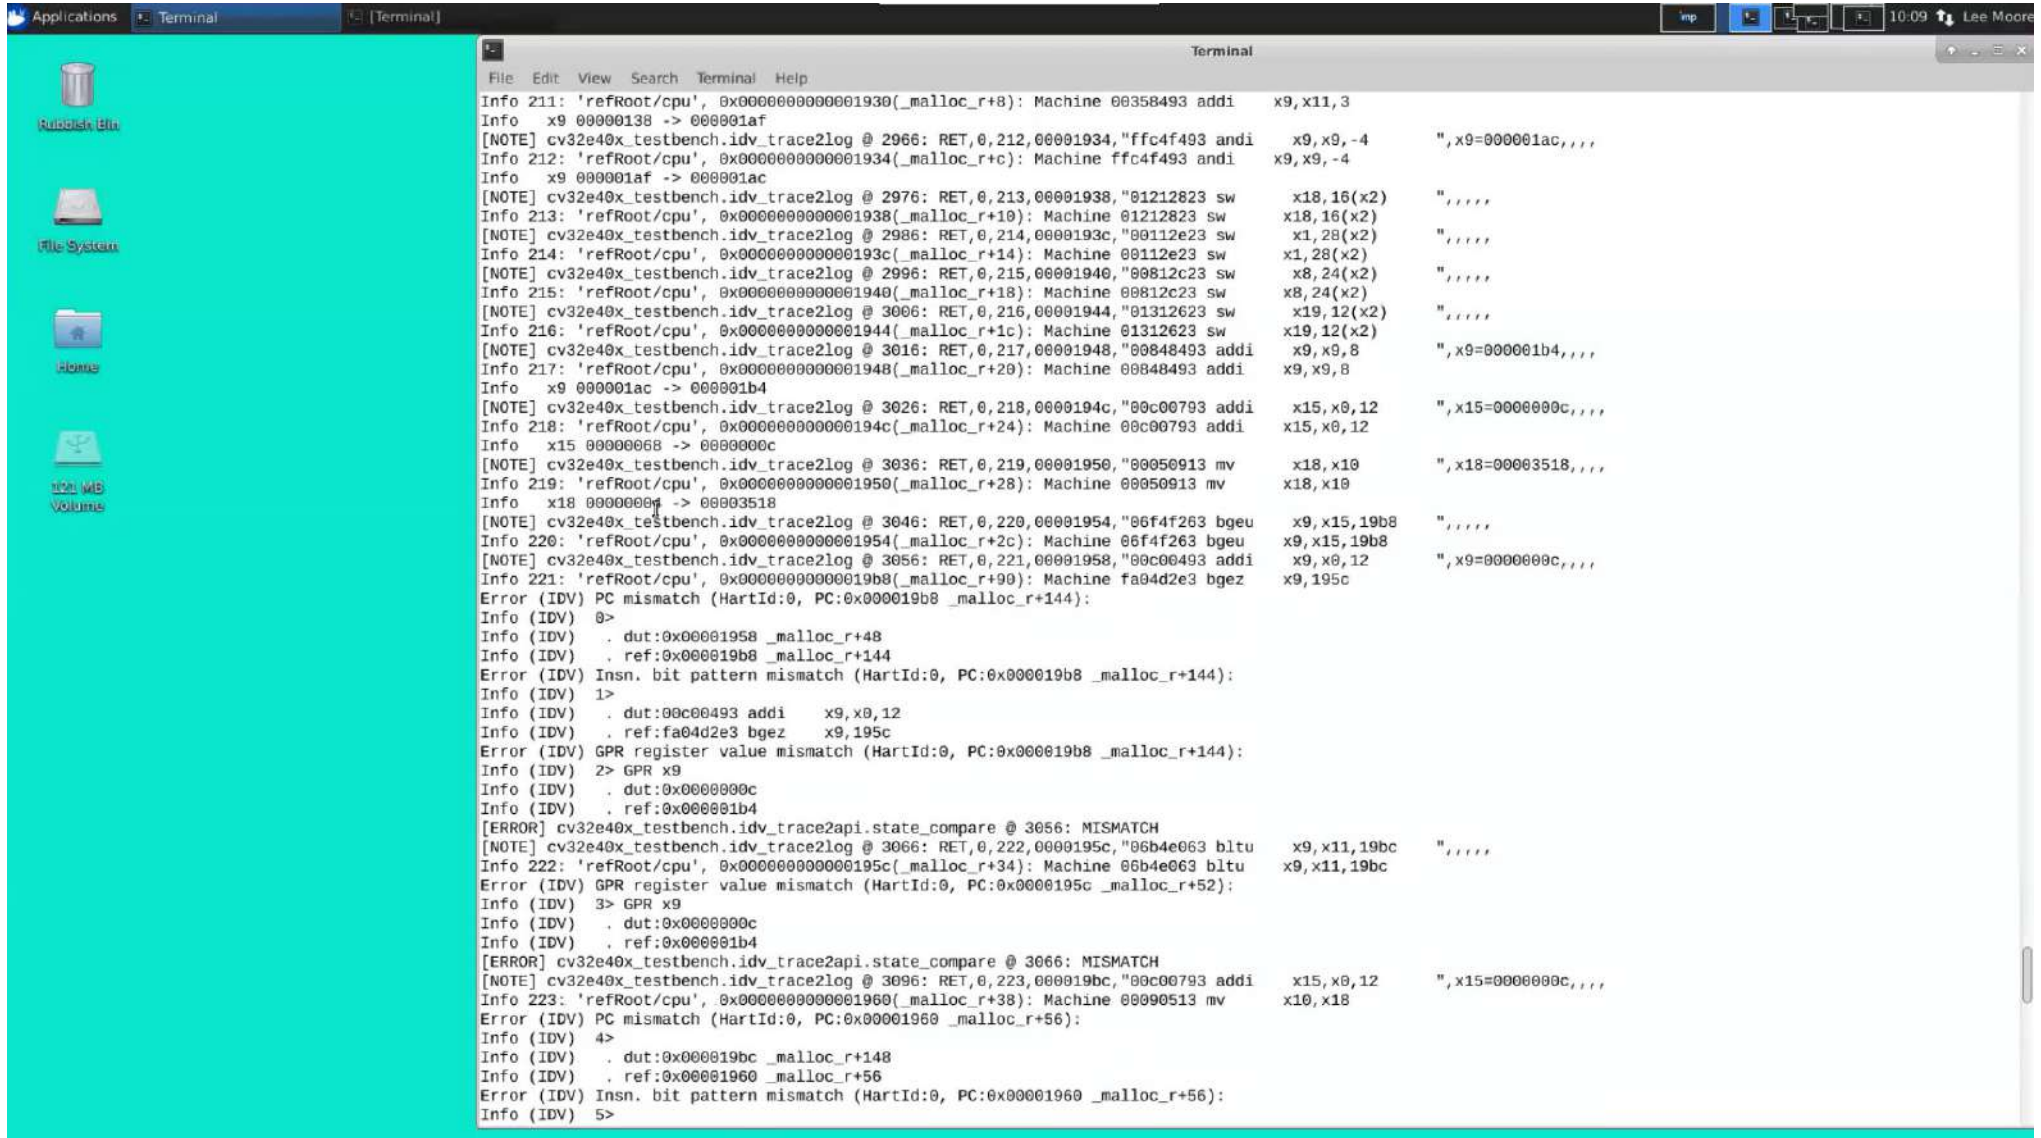 Applications
Terminal
[Terminal]
imp
10:09
Lee Moore
Rubbish Bin
File System
Home
121 MB
Volume
Terminal
File Edit View Search Terminal Help
Info 211: 'refRoot/cpu', 0x0000000000001930(_malloc_r+8): Machine 00358493 addi x9,x11,3
Info x9 00000138 -> 000001af
[NOTE] cv32e40x_testbench.idv_trace2log @ 2966: RET,0,212,00001934,"ffc4f493 andi x9,x9,-4 ",x9=000001ac,,,,
Info 212: 'refRoot/cpu', 0x0000000000001934(_malloc_r+c): Machine ffc4f493 andi x9,x9,-4
Info x9 000001af -> 000001ac
[NOTE] cv32e40x_testbench.idv_trace2log @ 2976: RET,0,213,00001938,"01212823 sw x18,16(x2) ",,,,,
Info 213: 'refRoot/cpu', 0x0000000000001938(_malloc_r+10): Machine 01212823 sw x18,16(x2)
[NOTE] cv32e40x_testbench.idv_trace2log @ 2986: RET,0,214,0000193c,"00112e23 sw x1,28(x2) ",,,,,
Info 214: 'refRoot/cpu', 0x000000000000193c(_malloc_r+14): Machine 00112e23 sw x1,28(x2)
[NOTE] cv32e40x_testbench.idv_trace2log @ 2996: RET,0,215,00001940,"00812c23 sw x8,24(x2) ",,,,,
Info 215: 'refRoot/cpu', 0x0000000000001940(_malloc_r+18): Machine 00812c23 sw x8,24(x2)
[NOTE] cv32e40x_testbench.idv_trace2log @ 3006: RET,0,216,00001944,"01312623 sw x19,12(x2) ",,,,,
Info 216: 'refRoot/cpu', 0x0000000000001944(_malloc_r+1c): Machine 01312623 sw x19,12(x2)
[NOTE] cv32e40x_testbench.idv_trace2log @ 3016: RET,0,217,00001948,"00848493 addi x9,x9,8 ",x9=000001b4,,,,
Info 217: 'refRoot/cpu', 0x0000000000001948(_malloc_r+20): Machine 00848493 addi x9,x9,8
Info x9 000001ac -> 000001b4
[NOTE] cv32e40x_testbench.idv_trace2log @ 3026: RET,0,218,0000194c,"00c00793 addi x15,x0,12 ",x15=0000000c,,,,
Info 218: 'refRoot/cpu', 0x000000000000194c(_malloc_r+24): Machine 00c00793 addi x15,x0,12
Info x15 00000068 -> 0000000c
[NOTE] cv32e40x_testbench.idv_trace2log @ 3036: RET,0,219,00001950,"00050913 mv x18,x10 ",x18=00003518,,,,
Info 219: 'refRoot/cpu', 0x0000000000001950(_malloc_r+28): Machine 00050913 mv x18,x10
Info x18 -> 00003518
[NOTE] cv32e40x_testbench.idv_trace2log @ 3046: RET,0,220,00001954,"06f4f263 bgeu x9,x15,19b8 ",,,,,
Info 220: 'refRoot/cpu', 0x0000000000001954(_malloc_r+2c): Machine 06f4f263 bgeu x9,x15,19b8
[NOTE] cv32e40x_testbench.idv_trace2log @ 3056: RET,0,221,00001958,"00c00493 addi x9,x0,12 ",x9=0000000c,,,,
Info 221: 'refRoot/cpu', 0x00000000000019b8(_malloc_r+90): Machine fa04d2e3 bgez x9,195c
Error (IDV) PC mismatch (HartId:0, PC:0x000019b8 _malloc_r+144):
Info (IDV) 0>
Info (IDV) . dut:0x00001958 _malloc_r+48
Info (IDV) . ref:0x000019b8 _malloc_r+144
Error (IDV) Insn. bit pattern mismatch (HartId:0, PC:0x000019b8 _malloc_r+144):
Info (IDV) 1>
Info (IDV) . dut:00c00493 addi x9,x0,12
Info (IDV) . ref:fa04d2e3 bgez x9,195c
Error (IDV) GPR register value mismatch (HartId:0, PC:0x000019b8 _malloc_r+144):
Info (IDV) 2> GPR x9
Info (IDV) . dut:0x0000000c
Info (IDV) . ref:0x000001b4
[ERROR] cv32e40x_testbench.idv_trace2api.state_compare @ 3056: MISMATCH
[NOTE] cv32e40x_testbench.idv_trace2log @ 3066: RET,0,222,0000195c,"06b4e063 bltu x9,x11,19bc ",,,,,
Info 222: 'refRoot/cpu', 0x000000000000195c(_malloc_r+34): Machine 06b4e063 bltu x9,x11,19bc
Error (IDV) GPR register value mismatch (HartId:0, PC:0x0000195c _malloc_r+52):
Info (IDV) 3> GPR x9
Info (IDV) . dut:0x0000000c
Info (IDV) . ref:0x000001b4
[ERROR] cv32e40x_testbench.idv_trace2api.state_compare @ 3066: MISMATCH
[NOTE] cv32e40x_testbench.idv_trace2log @ 3096: RET,0,223,000019bc,"00c00793 addi x15,x0,12 ",x15=0000000c,,,,
Info 223: 'refRoot/cpu', 0x0000000000001960(_malloc_r+38): Machine 00090513 mv x10,x18
Error (IDV) PC mismatch (HartId:0, PC:0x00001960 _malloc_r+56):
Info (IDV) 4>
Info (IDV) . dut:0x000019bc _malloc_r+148
Info (IDV) . ref:0x00001960 _malloc_r+56
Error (IDV) Insn. bit pattern mismatch (HartId:0, PC:0x00001960 _malloc_r+56):
Info (IDV) 5>